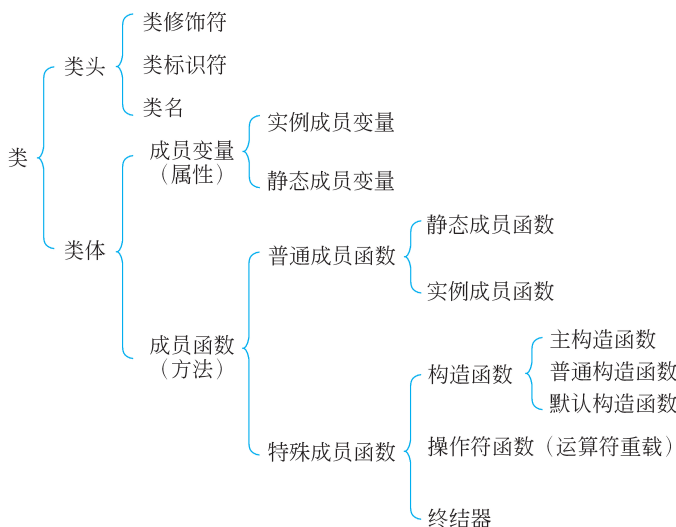 类
类头
类修饰符
类标识符
类名
类体
成员变量
（属性）
实例成员变量
静态成员变量
成员函数
（方法）
普通成员函数
静态成员函数
实例成员函数
特殊成员函数
构造函数
主构造函数
普通构造函数
默认构造函数
操作符函数（运算符重载）
终结器